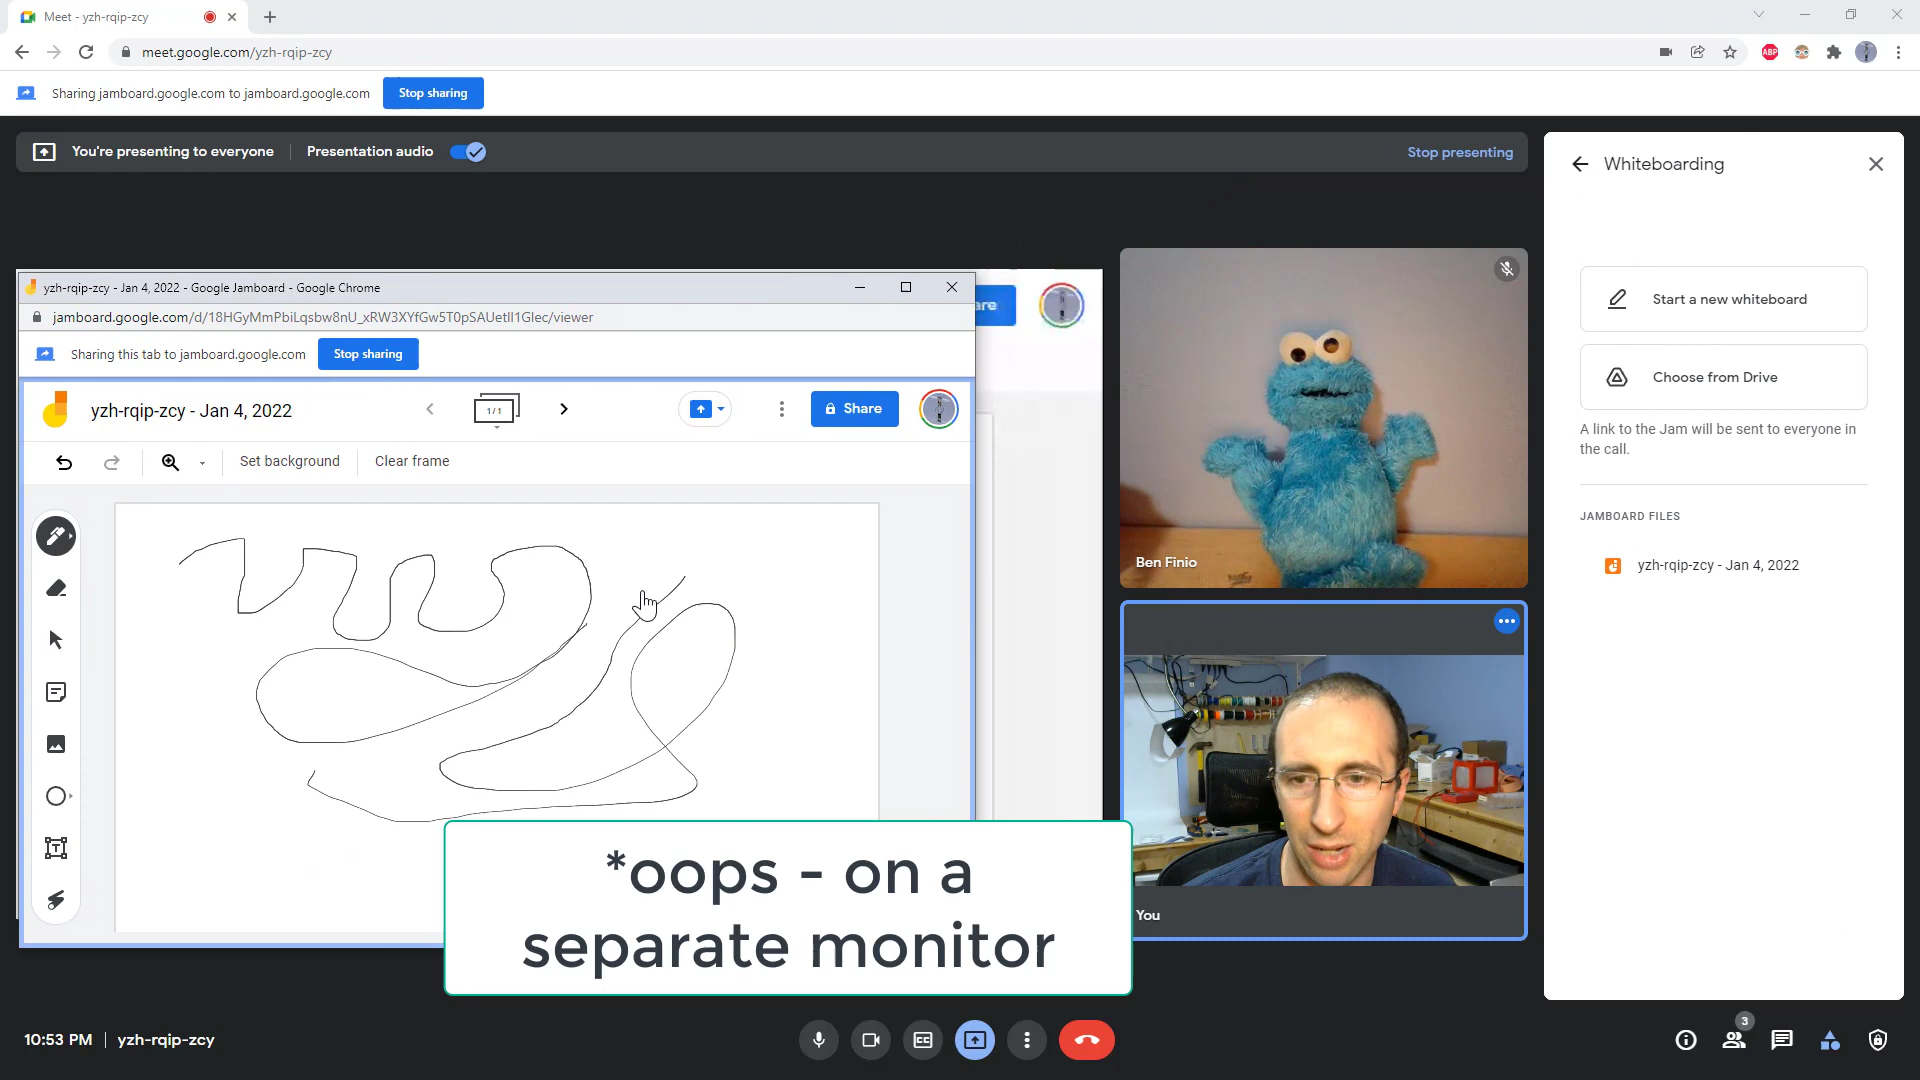 Meet - yzh-rqip-zcy
meet.google.com/yzh-rqip-zcy
ABP
Sharing jamboard.google.com to jamboard.google.com
Stop sharing
You're presenting to everyone
Presentation audio
Stop presenting
Whiteboarding
Start a new whiteboard
Choose from Drive
A link to the Jam will be sent to everyone in
the call.
JAMBOARD FILES
yzh-rqip-zcy - Jan 4, 2022
yzh-rqip-zcy - Jan 4, 2022 - Google Jamboard - Google Chrome
are
jamboard.google.com/d/18HGyMmPbiLqsbw8nU_xRW3XYfGw5T0pSAUetlI1Glec/viewer
Sharing this tab to jamboard.google.com
Stop sharing
yzh-rqip-zcy - Jan 4, 2022
1/1
Share
Set background
Clear frame
Ben Finio
You
*oops - on a
separate monitor
10:53 PM
yzh-rqip-zcy
3